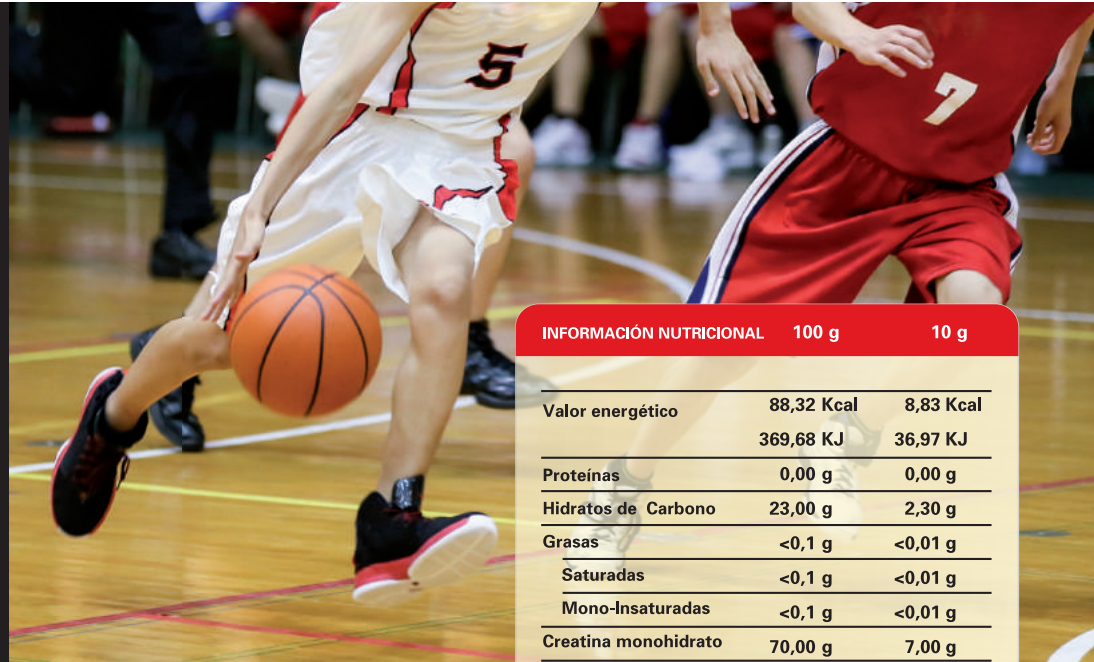 5
7
INFORMACIÓN NUTRICIONAL 100 g 10 g
Valor energético 88,32 Kcal 8,83 Kcal
369,68 KJ 36,97 KJ
Proteínas 0,00 g 0,00 g
Hidratos de Carbono 23,00 g 2,30 g
Grasas <0,1 g <0,01 g
Saturadas <0,1 g <0,01 g
Mono-Insaturadas <0,1 g <0,01 g
Creatina monohidrato 70,00 g 7,00 g